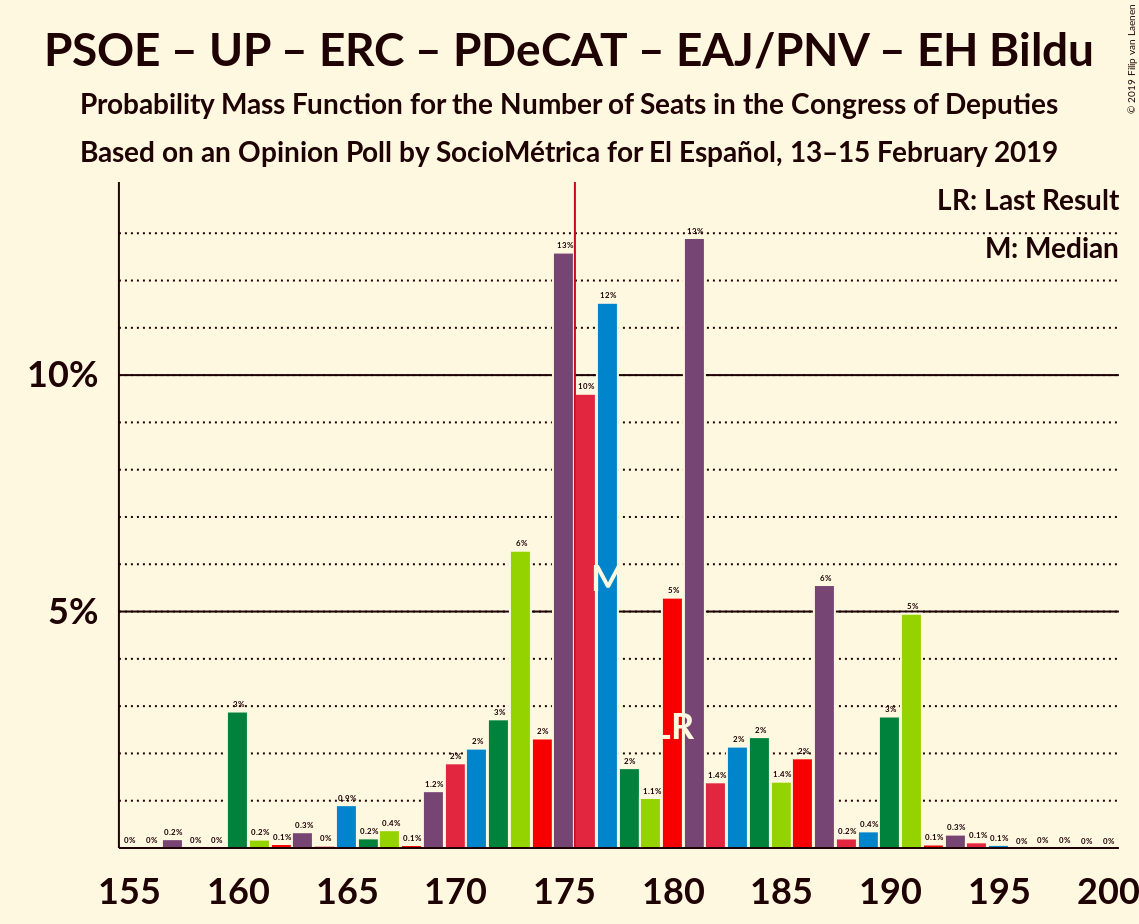 PSOE – UP – ERC – PDeCAT – EAJ/PNV – EH Bildu
Probability Mass Function for the Number of Seats in the Congress of Deputies
Based on an Opinion Poll by SocioMétrica for El Español, 13–15 February 2019
© 2019 Filip van Laenen
LR: Last Result
M: Median
10%
5%
0% 0% 0.2% 0% 0% 3% 0.2% 0.1% 0.3% 0% 0.9% 0.2% 0.4% 0.1% 1.2% 2% 2% 3% 6% 2% 13% 10% 12% 2% 1.1% 5% 13% 1.4% 2% 2% 1.4% 2% 6% 0.2% 0.4% 3% 5% 0.1% 0.3% 0.1% 0.1% 0% 0% 0% 0% 0%
M
LR
155 160 165 170 175 180 185 190 195 200